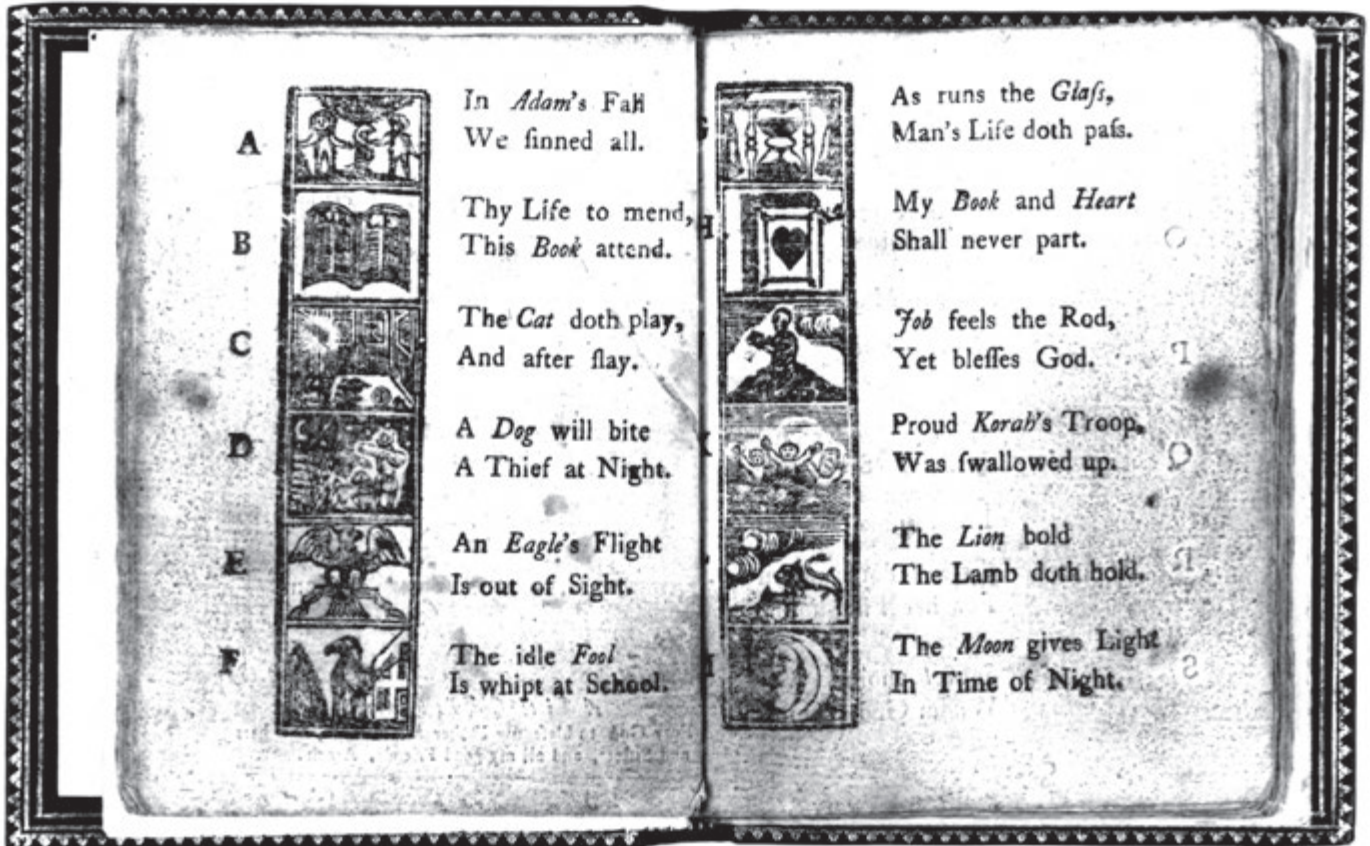 A
In Adam's Fall
We ſinned all.
B
Thy Life to mend,
This Book attend.
C
The Cat doth play,
And after ſlay.
D
A Dog will bite
A Thief at Night.
E
An Eagle's Flight
Is out of Sight.
F
The idle Fool
Is whipt at School.
As runs the Glaſs,
Man's Life doth paſs.
H
My Book and Heart
Shall never part.
Job feels the Rod,
Yet bleſſes God.
Proud Korah's Troop,
Was ſwallowed up.
The Lion bold
The Lamb doth hold.
The Moon gives Light
In Time of Night.